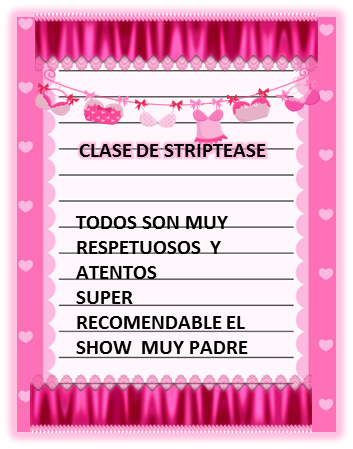 CLASE DE STRIPTEASE
TODOS SON MUY
RESPETUOSOS Y
ATENTOS
SUPER
RECOMENDABLE EL
SHOW MUY PADRE